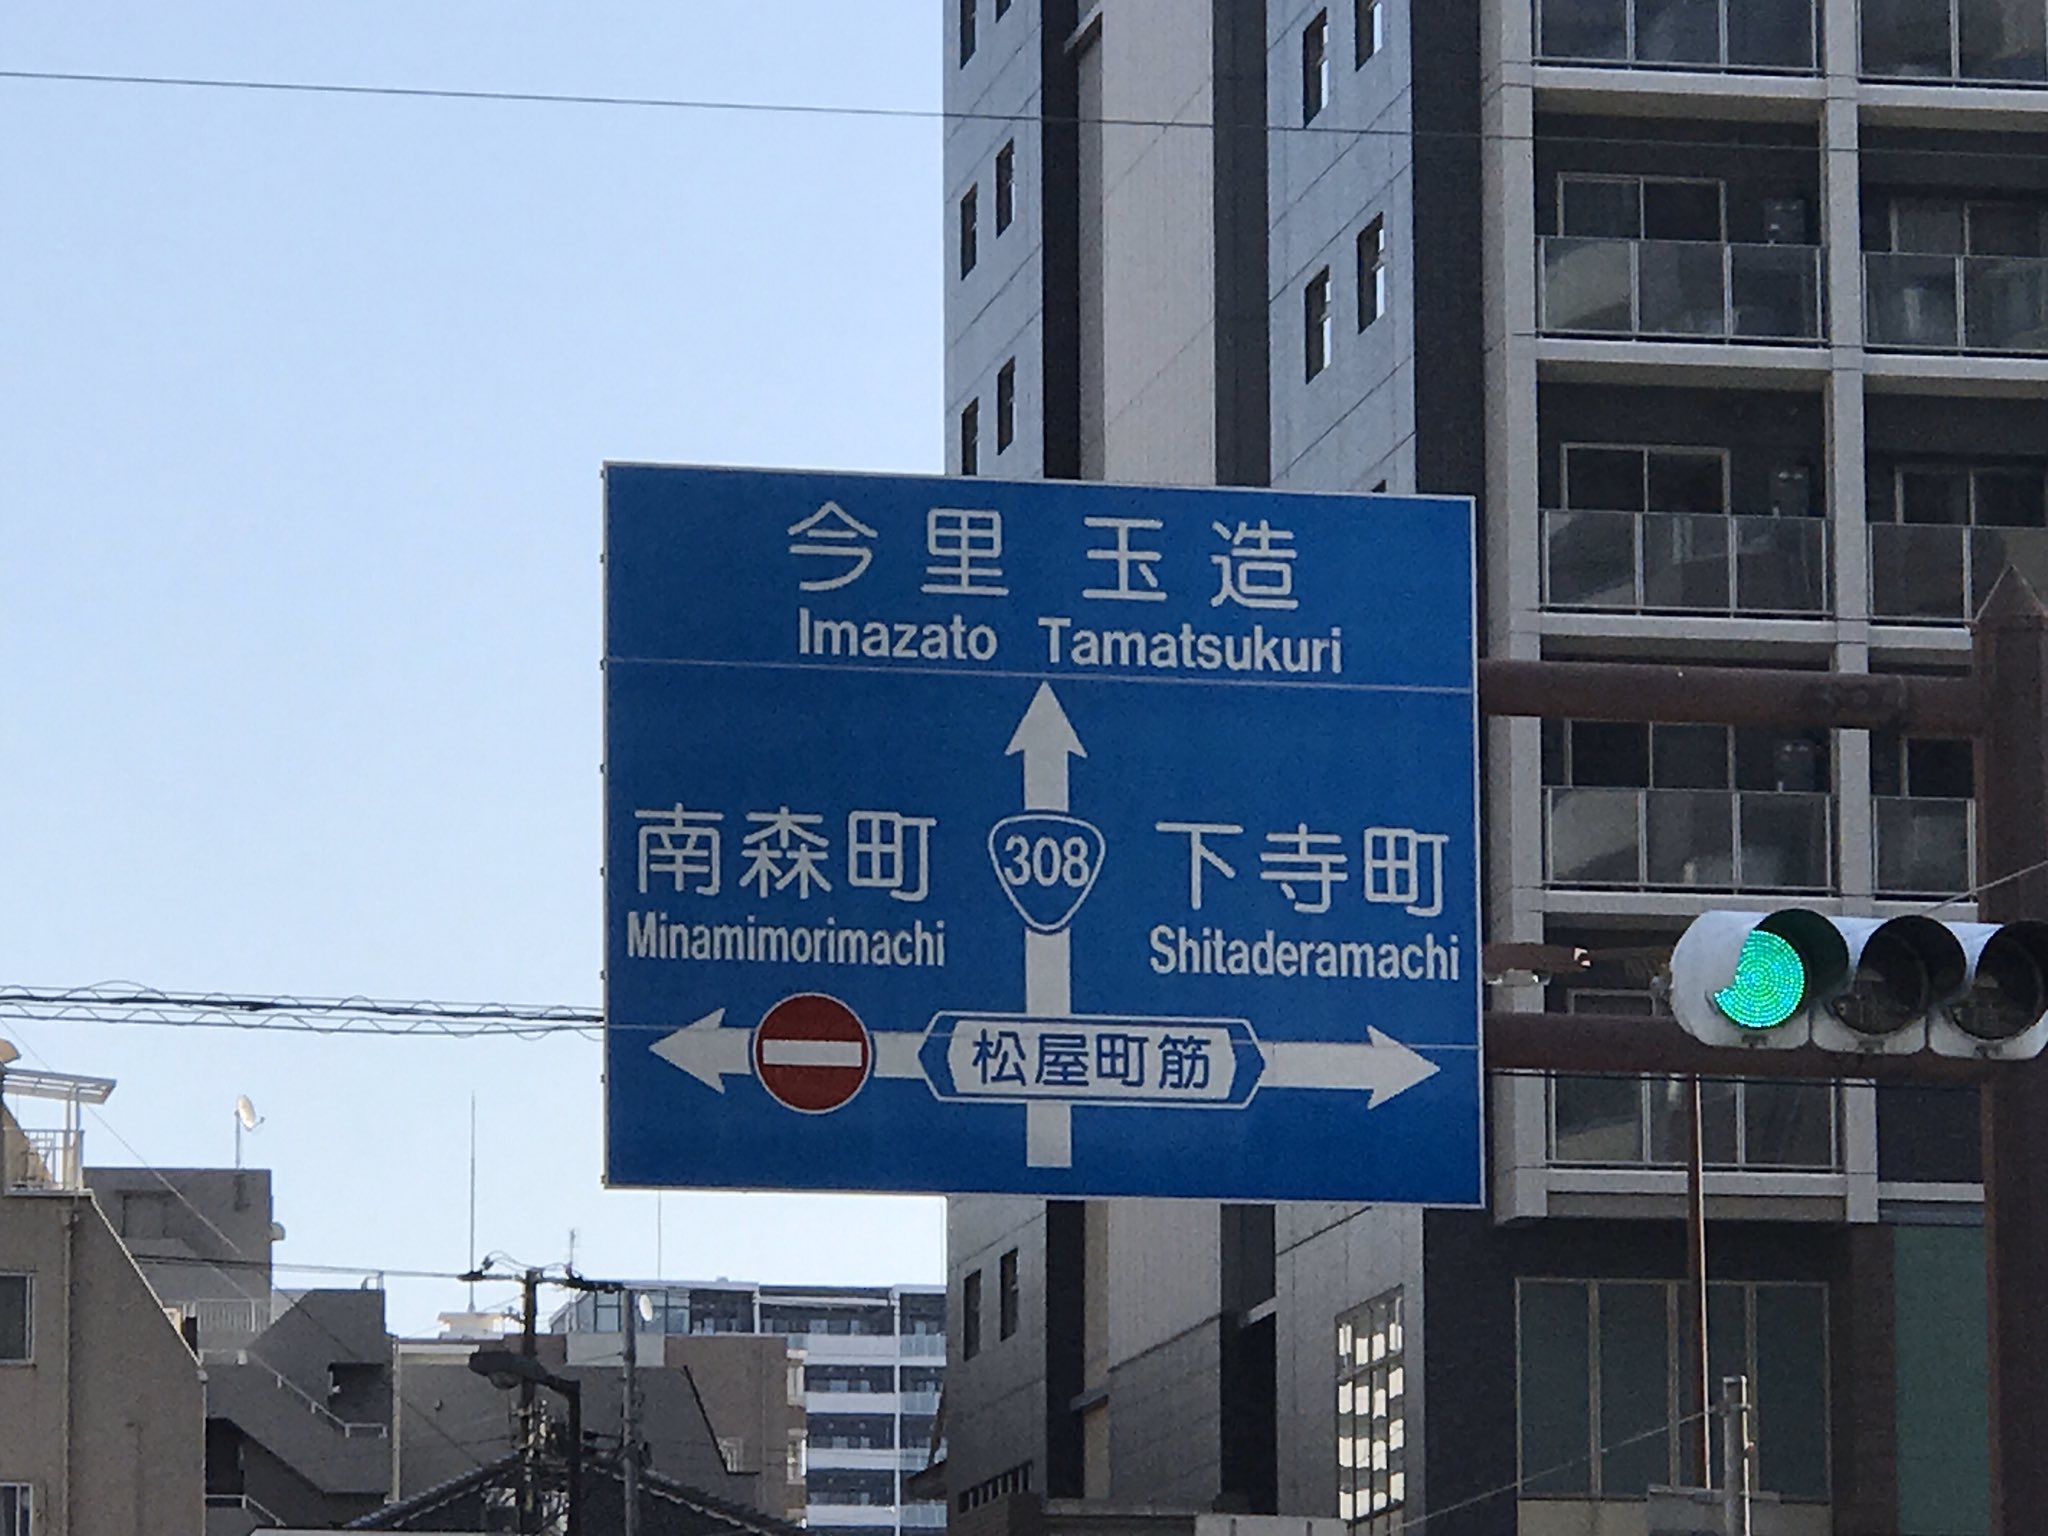 今里 玉造
Imazato Tamatsukuri
南森町
Minamimorimachi
308
下寺町
Shitaderamachi
松屋町筋